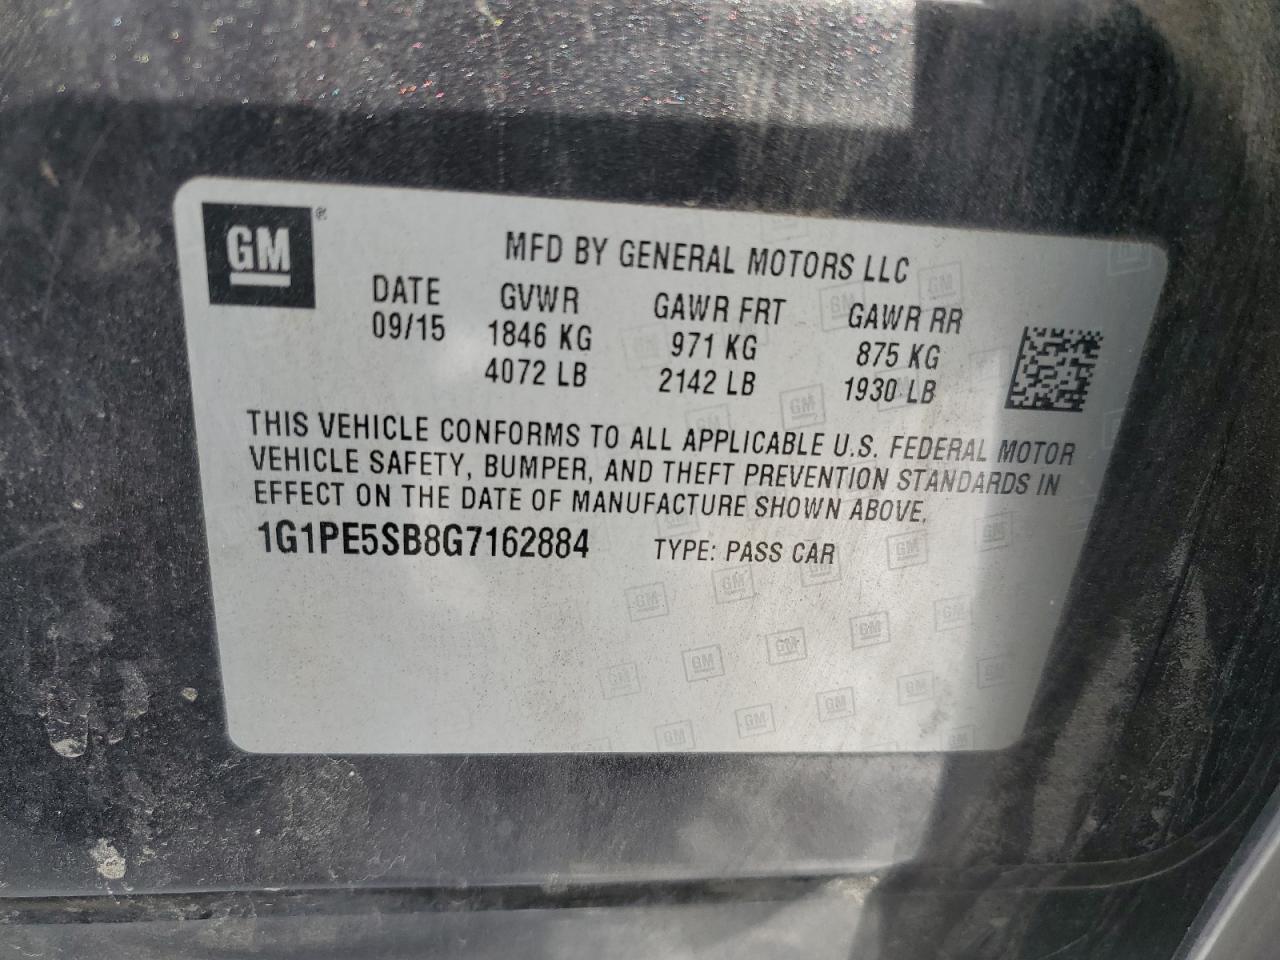 GM ®
MFD BY GENERAL MOTORS LLC
DATE GVWR GAWR FRT GAWR RR
09/15 1846 KG 971 KG 875 KG
4072 LB 2142 LB 1930 LB
THIS VEHICLE CONFORMS TO ALL APPLICABLE U.S. FEDERAL MOTOR
VEHICLE SAFETY, BUMPER, AND THEFT PREVENTION STANDARDS IN
EFFECT ON THE DATE OF MANUFACTURE SHOWN ABOVE.
1G1PE5SB8G7162884 TYPE: PASS CAR